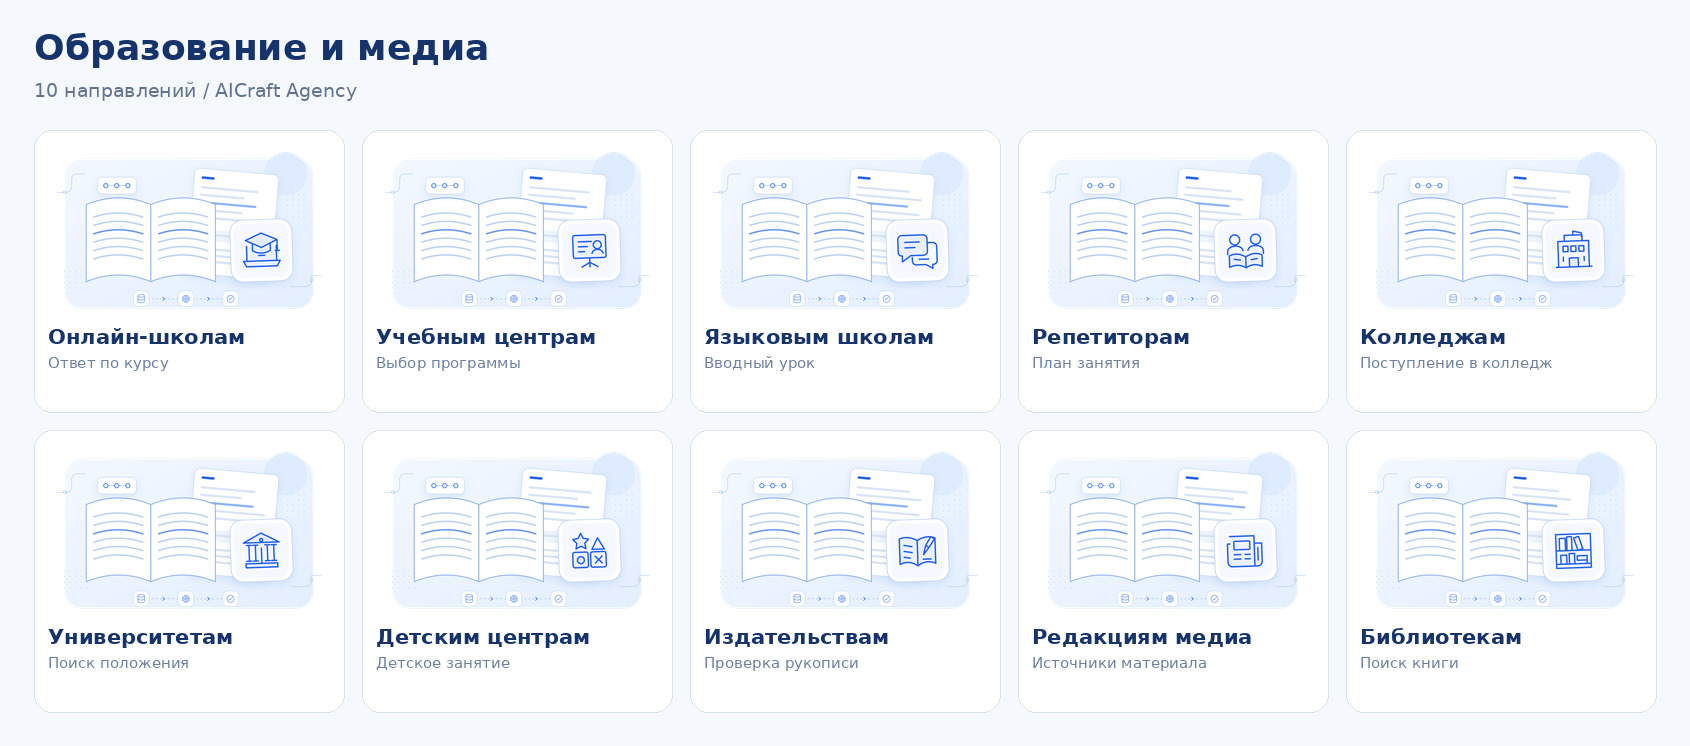 Образование и медиа
10 направлений / AICraft Agency
Онлайн-школам
Ответ по курсу
Учебным центрам
Выбор программы
Языковым школам
Вводный урок
Репетиторам
План занятия
Колледжам
Поступление в колледж
Университетам
Поиск положения
Детским центрам
Детское занятие
Издательствам
Проверка рукописи
Редакциям медиа
Источники материала
Библиотекам
Поиск книги